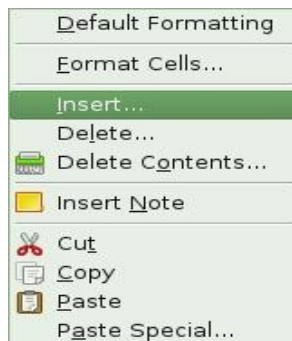 Default Formatting
Format Cells...
Insert...
Delete...
Delete Contents...
Insert Note
Cut
Copy
Paste
Paste Special...